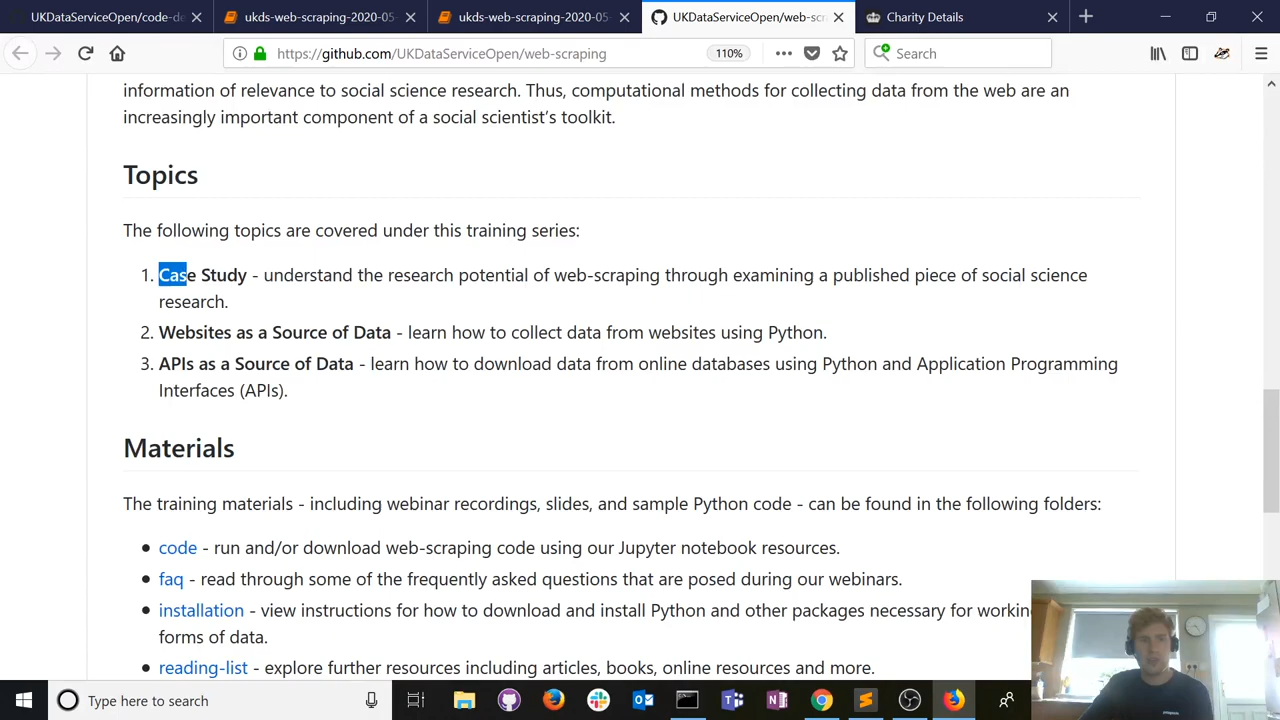 UKDataServiceOpen/code-de
ukds-web-scraping-2020-05-
ukds-web-scraping-2020-05-
UKDataServiceOpen/web-scra
Charity Details
https://github.com/UKDataServiceOpen/web-scraping
110%
Search
information of relevance to social science research. Thus, computational methods for collecting data from the web are an
increasingly important component of a social scientist's toolkit.
Topics
The following topics are covered under this training series:
1. Case Study - understand the research potential of web-scraping through examining a published piece of social science
research.
2. Websites as a Source of Data - learn how to collect data from websites using Python.
3. APIs as a Source of Data - learn how to download data from online databases using Python and Application Programming
Interfaces (APIs).
Materials
The training materials - including webinar recordings, slides, and sample Python code - can be found in the following folders:
code - run and/or download web-scraping code using our Jupyter notebook resources.
faq - read through some of the frequently asked questions that are posed during our webinars.
installation - view instructions for how to download and install Python and other packages necessary for workin
forms of data.
reading-list - explore further resources including articles, books, online resources and more.
Type here to search